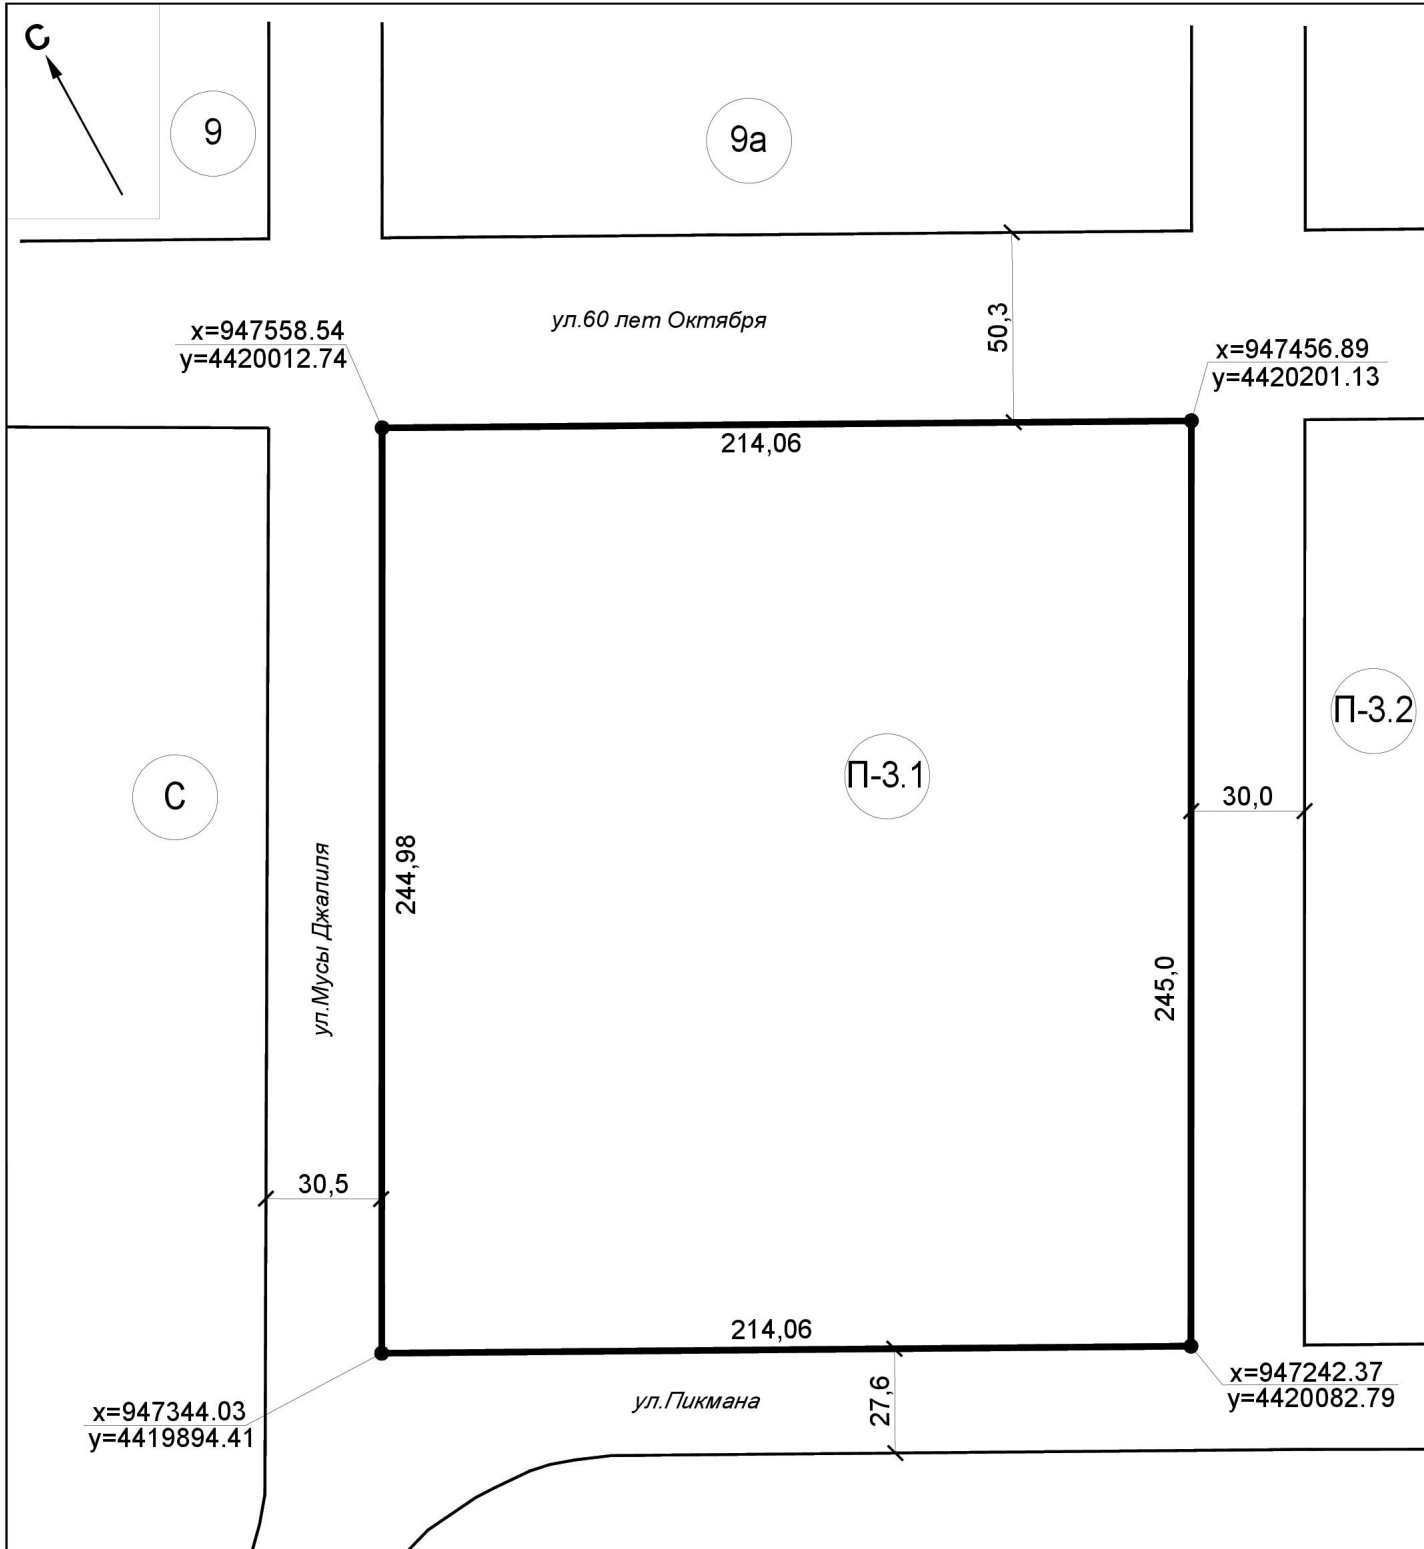 С
9
9а
ул.60 лет Октября
50,3
х=947558.54
у=4420012.74
х=947456.89
у=4420201.13
214,06
П-3.2
П-3.1
С
30,0
ул.Мусы Джалиля
244,98
245,0
30,5
214,06
х=947242.37
у=4420082.79
ул.Пикмана
27,6
х=947344.03
у=4419894.41